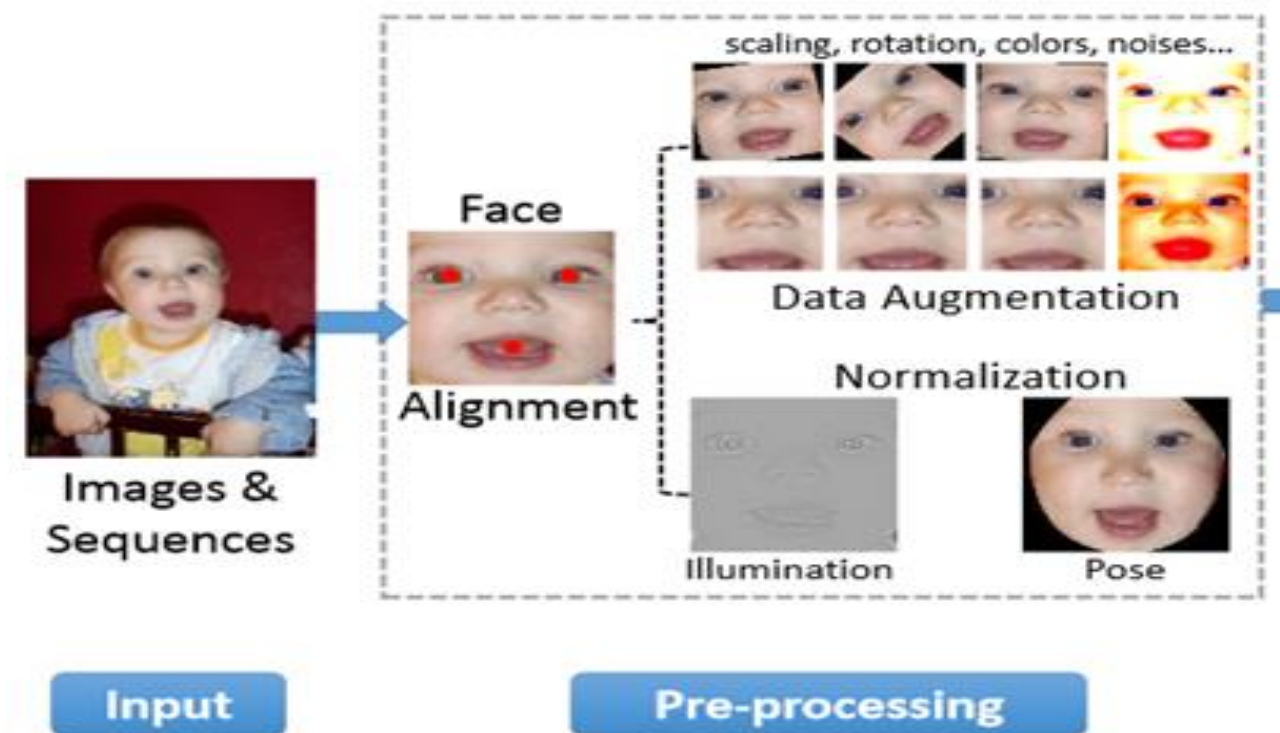 scaling, rotation, colors, noises...
Face
Alignment
Data Augmentation
Normalization
Images &
Sequences
Illumination
Pose
Input
Pre-processing